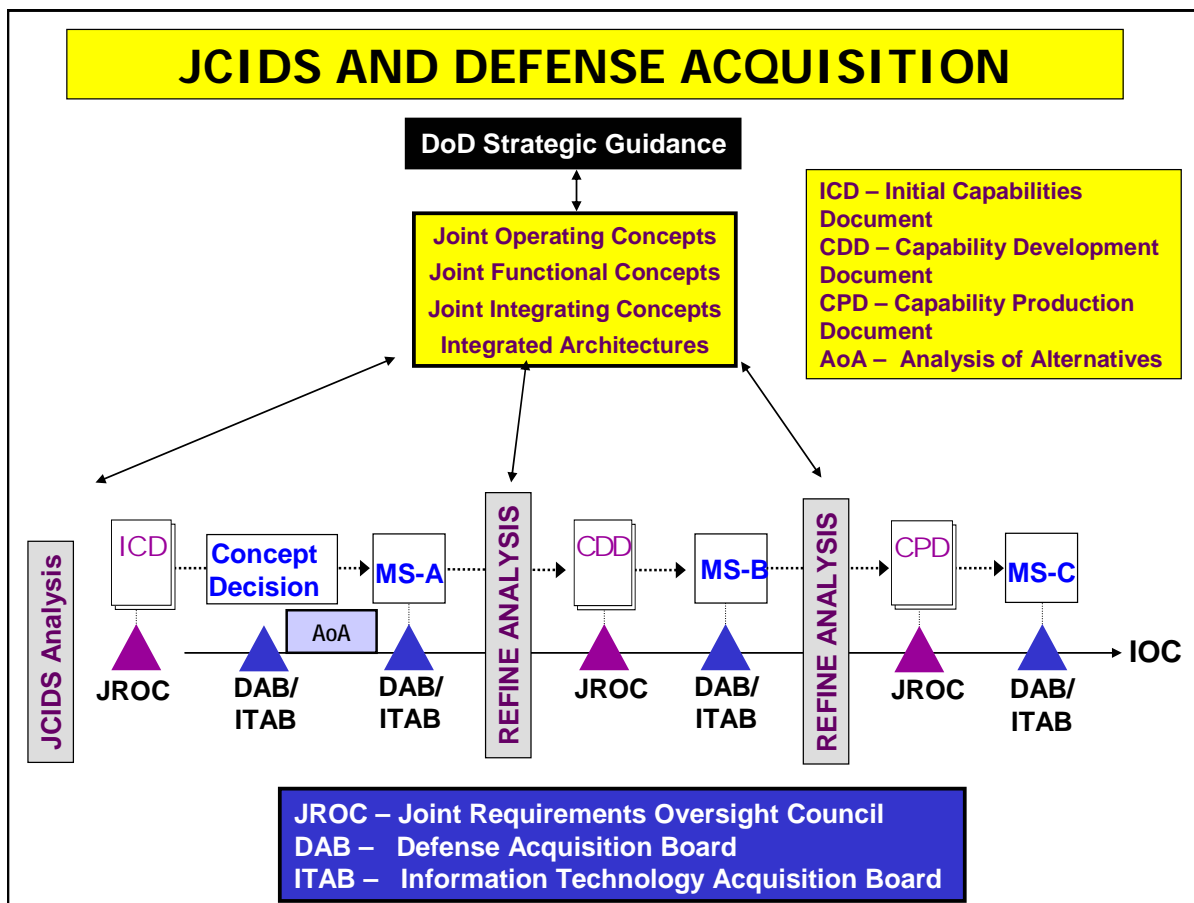 JCIDS AND DEFENSE ACQUISITION
DoD Strategic Guidance
Joint Operating Concepts
Joint Functional Concepts
Joint Integrating Concepts
Integrated Architectures
ICD – Initial Capabilities
Document
CDD – Capability Development
Document
CPD – Capability Production
Document
AoA – Analysis of Alternatives
JCIDS Analysis
ICD
Concept
Decision
MS-A
REFINE ANALYSIS
CDD
MS-B
REFINE ANALYSIS
CPD
MS-C
AoA
IOC
JROC
DAB/
ITAB
DAB/
ITAB
JROC
DAB/
ITAB
JROC
DAB/
ITAB
JROC – Joint Requirements Oversight Council
DAB – Defense Acquisition Board
ITAB – Information Technology Acquisition Board